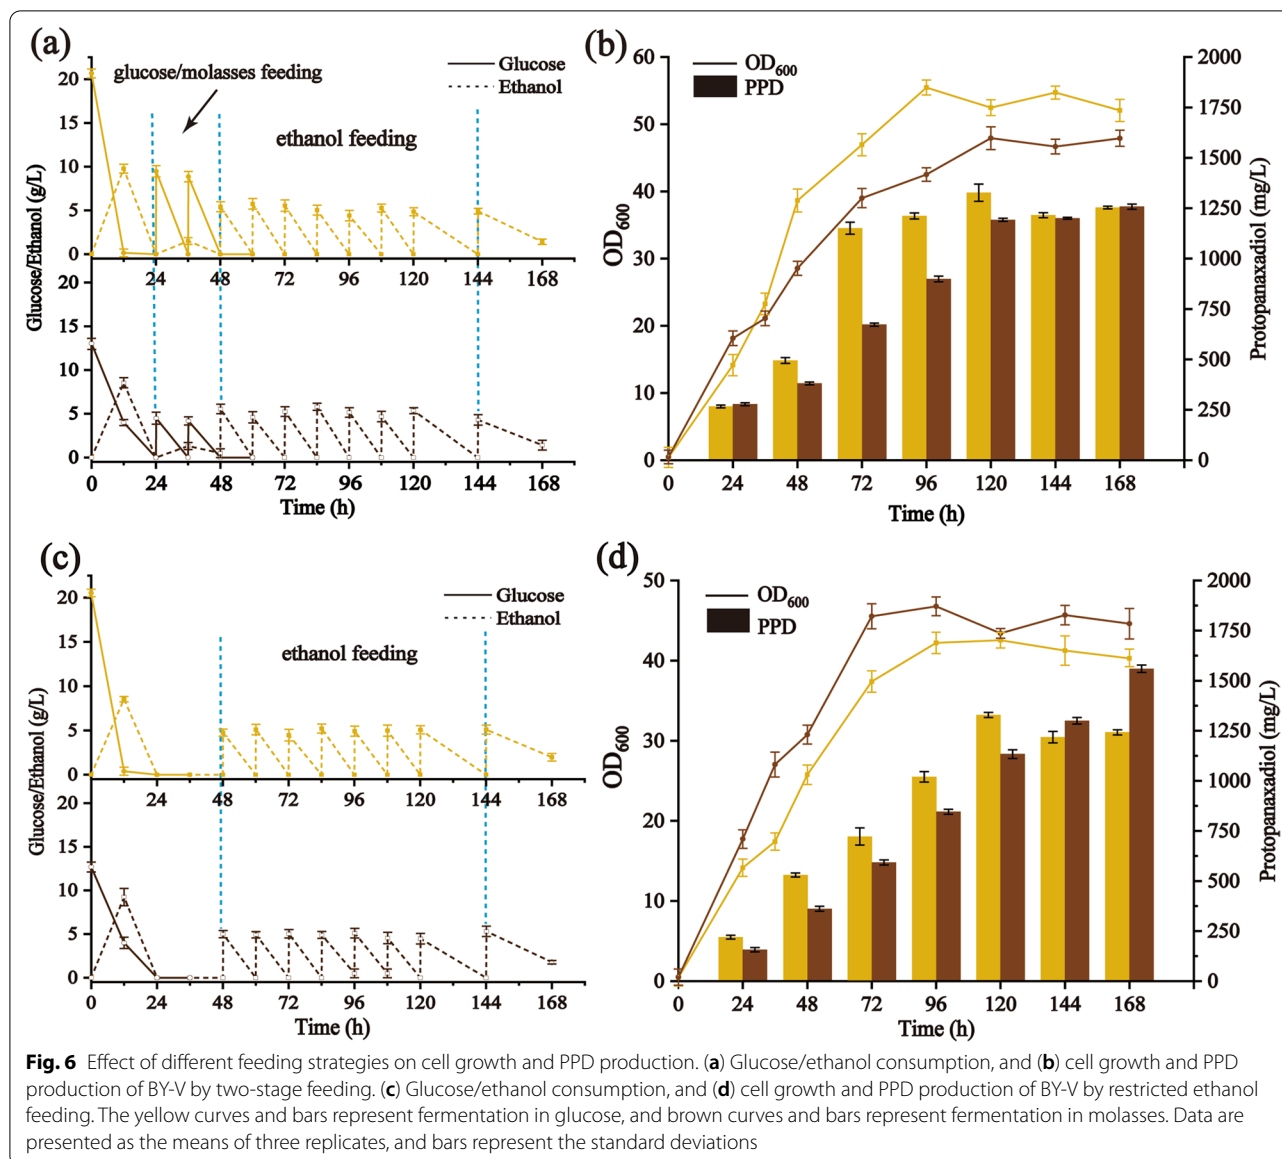 (a)
glucose/molasses feeding
Glucose
Ethanol
ethanol feeding
Glucose/Ethanol (g/L)
20
15
10
5
0
0 24 48 72 96 120 144 168
20
15
10
5
0
0 24 48 72 96 120 144 168
Time (h)
(b)
OD600
PPD
OD600
60
50
40
30
20
10
0
0 24 48 72 96 120 144 168
Time (h)
2000
1750
1500
1250
1000
750
500
250
0
Protopanaxadiol (mg/L)
(c)
Glucose
Ethanol
ethanol feeding
Glucose/Ethanol (g/L)
20
15
10
5
0
0 24 48 72 96 120 144 168
20
15
10
5
0
0 24 48 72 96 120 144 168
Time (h)
(d)
OD600
PPD
OD600
50
40
30
20
10
0
0 24 48 72 96 120 144 168
Time (h)
2000
1750
1500
1250
1000
750
500
250
0
Protopanaxadiol (mg/L)
Fig. 6 Effect of different feeding strategies on cell growth and PPD production. (a) Glucose/ethanol consumption, and (b) cell growth and PPD
production of BY-V by two-stage feeding. (c) Glucose/ethanol consumption, and (d) cell growth and PPD production of BY-V by restricted ethanol
feeding. The yellow curves and bars represent fermentation in glucose, and brown curves and bars represent fermentation in molasses. Data are
presented as the means of three replicates, and bars represent the standard deviations